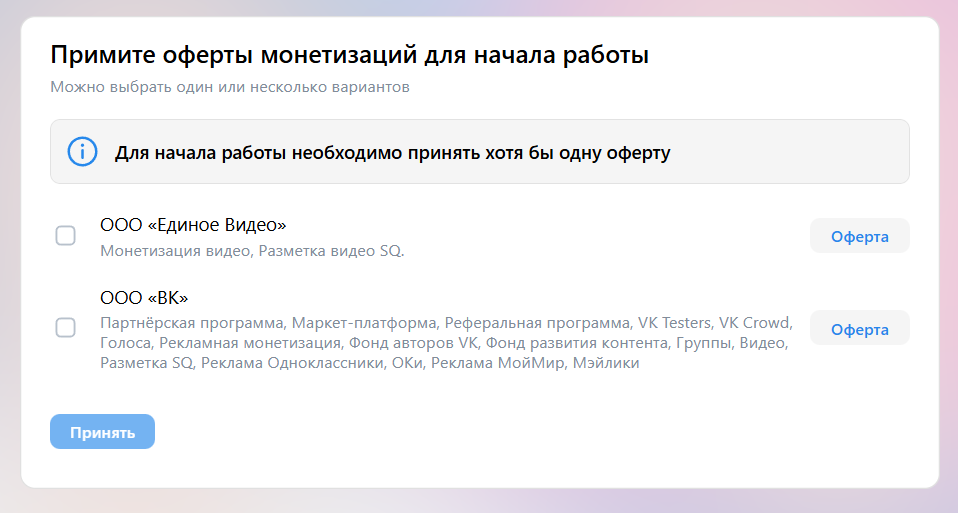 Примите оферты монетизаций для начала работы
Можно выбрать один или несколько вариантов
Для начала работы необходимо принять хотя бы одну оферту
ООО «Единое Видео»
Монетизация видео, Разметка видео SQ.
Оферта
ООО «ВК»
Партнёрская программа, Маркет-платформа, Реферальная программа, VK Testers, VK Crowd,
Голоса, Рекламная монетизация, Фонд авторов VK, Фонд развития контента, Группы, Видео,
Разметка SQ, Реклама Одноклассники, ОКи, Реклама МойМир, Мэйлики
Оферта
Принять